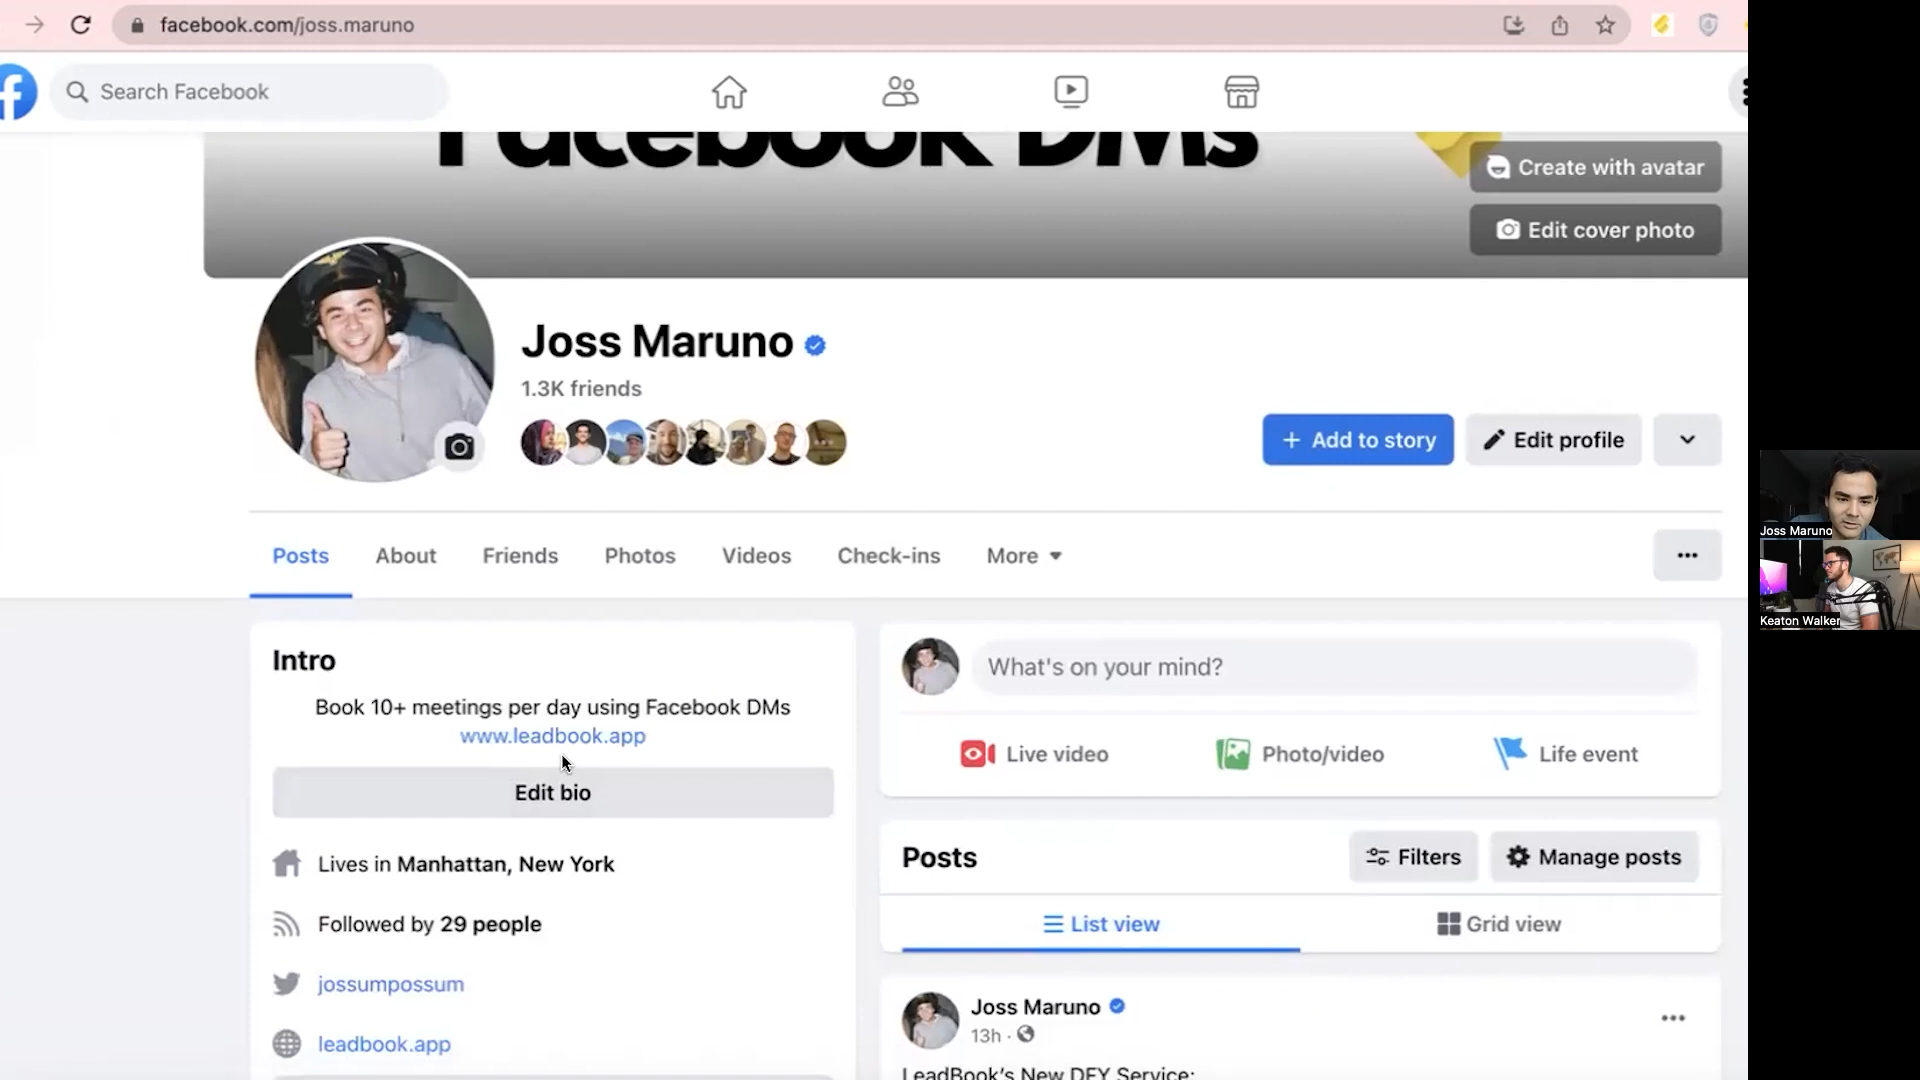 facebook.com/joss.maruno
Search Facebook
Facebook DMs
Create with avatar
Edit cover photo
Joss Maruno
1.3K friends
+ Add to story
Edit profile
Posts
About
Friends
Photos
Videos
Check-ins
More
Intro
Book 10+ meetings per day using Facebook DMs
www.leadbook.app
Edit bio
Lives in Manhattan, New York
Followed by 29 people
jossumpossum
leadbook.app
What's on your mind?
Live video
Photo/video
Life event
Posts
Filters
Manage posts
List view
Grid view
Joss Maruno
13h ·
LeadBook's New DFY Service:
Joss Maruno
Keaton Walker